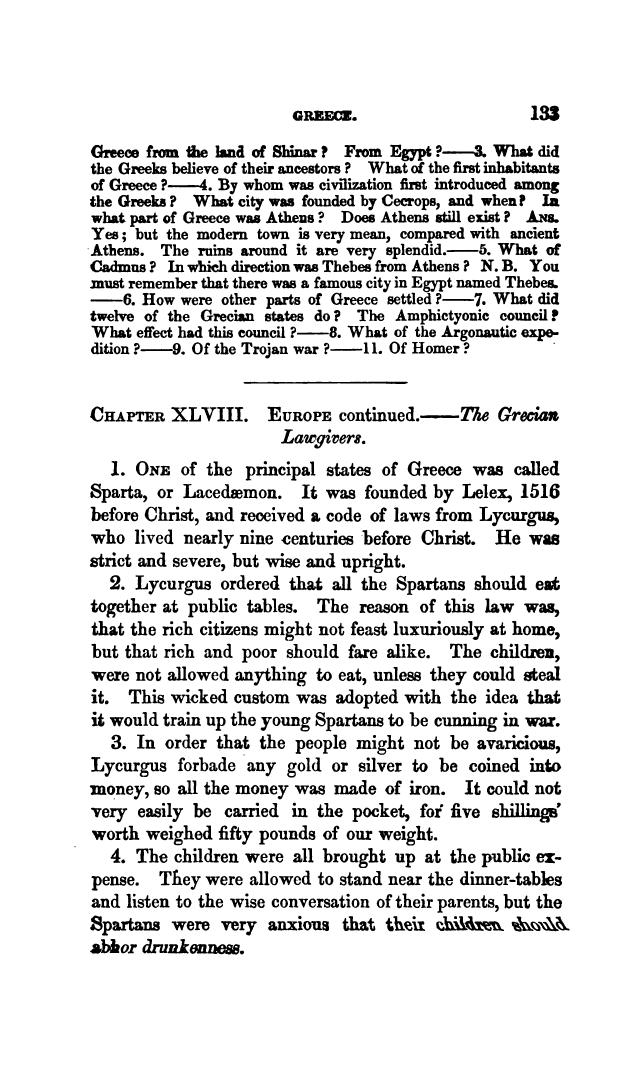 GREECE. 133
Greece from the land of Shinar? From Egypt?——3. What did
the Greeks believe of their ancestors? What of the first inhabitants
of Greece?——4. By whom was civilization first introduced among
the Greeks? What city was founded by Cecrops, and when? In
what part of Greece was Athens? Does Athens still exist? ANS.
Yes; but the modern town is very mean, compared with ancient
Athens. The ruins around it are very splendid.——5. What of
Cadmus? In which direction was Thebes from Athens? N. B. You
must remember that there was a famous city in Egypt named Thebes.
——6. How were other parts of Greece settled?——7. What did
twelve of the Grecian states do? The Amphictyonic council?
What effect had this council?——8. What of the Argonautic expe-
dition?——9. Of the Trojan war?——11. Of Homer?
CHAPTER XLVIII. EUROPE continued.——The Grecian
Lawgivers.
1. ONE of the principal states of Greece was called
Sparta, or Lacedæmon. It was founded by Lelex, 1516
before Christ, and received a code of laws from Lycurgus,
who lived nearly nine centuries before Christ. He was
strict and severe, but wise and upright.
2. Lycurgus ordered that all the Spartans should eat
together at public tables. The reason of this law was,
that the rich citizens might not feast luxuriously at home,
but that rich and poor should fare alike. The children,
were not allowed anything to eat, unless they could steal
it. This wicked custom was adopted with the idea that
it would train up the young Spartans to be cunning in war.
3. In order that the people might not be avaricious,
Lycurgus forbade any gold or silver to be coined into
money, so all the money was made of iron. It could not
very easily be carried in the pocket, for five shillings'
worth weighed fifty pounds of our weight.
4. The children were all brought up at the public ex-
pense. They were allowed to stand near the dinner-tables
and listen to the wise conversation of their parents, but the
Spartans were very anxious that their children should
abhor drunkenness.